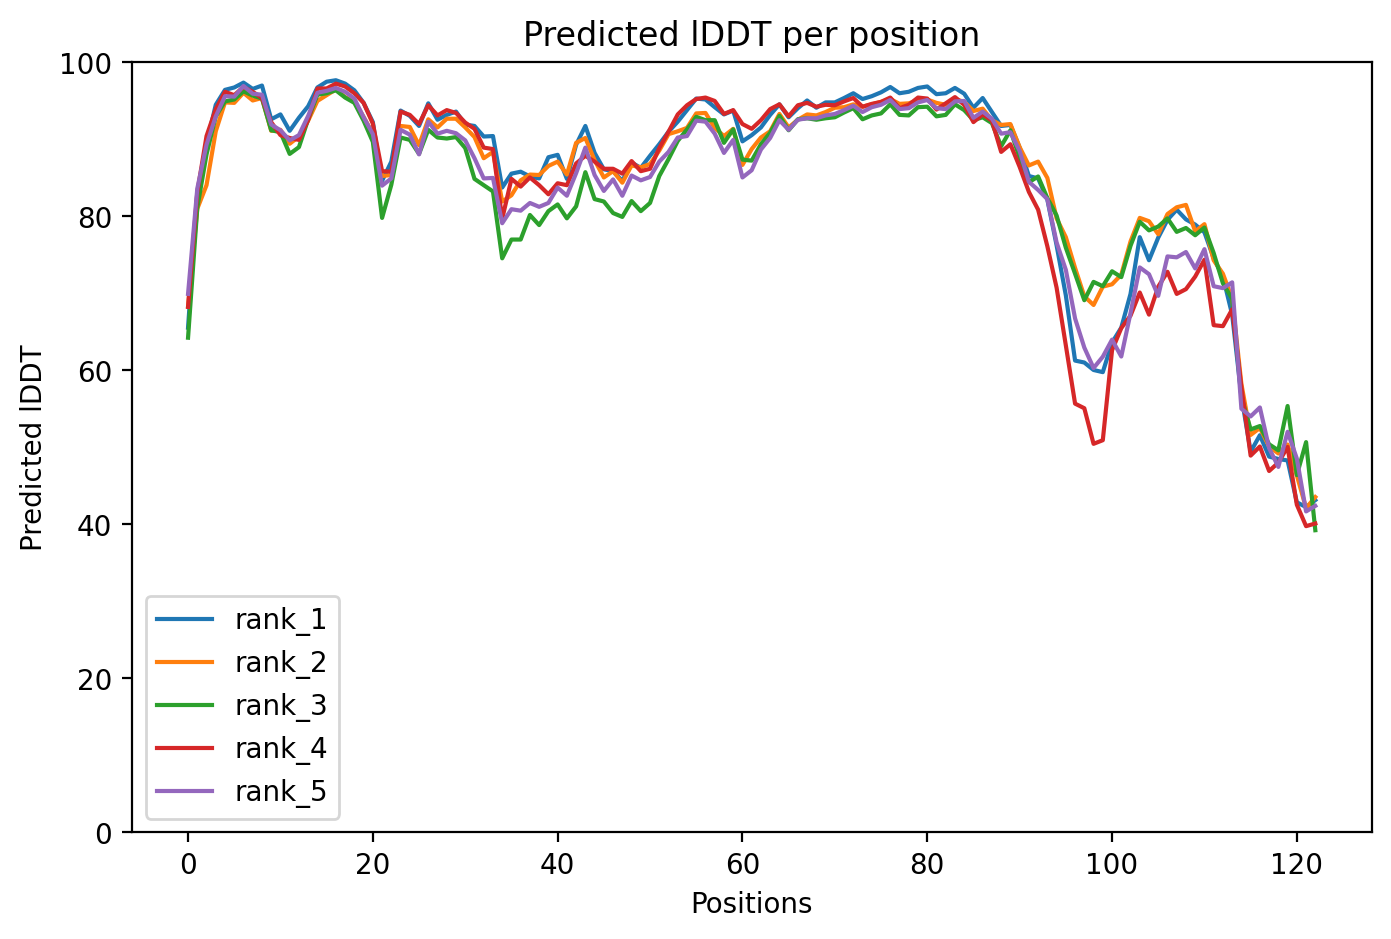 Predicted lDDT per position
100
80
60
40
20
0
Predicted lDDT
rank_1
rank_2
rank_3
rank_4
rank_5
0 20 40 60 80 100 120
Positions